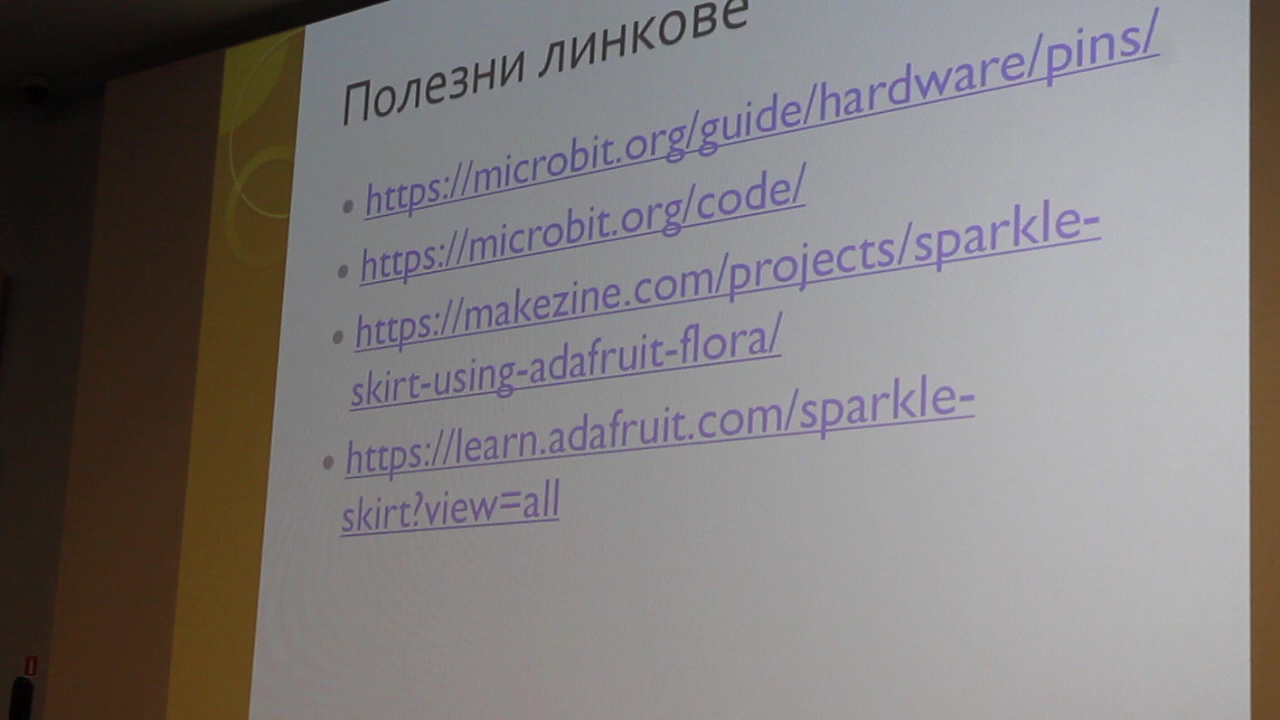 Полезни линкове
https://microbit.org/guide/hardware/pins/
https://microbit.org/code/
https://makezine.com/projects/sparkle-
skirt-using-adafruit-flora/
https://learn.adafruit.com/sparkle-
skirt?view=all